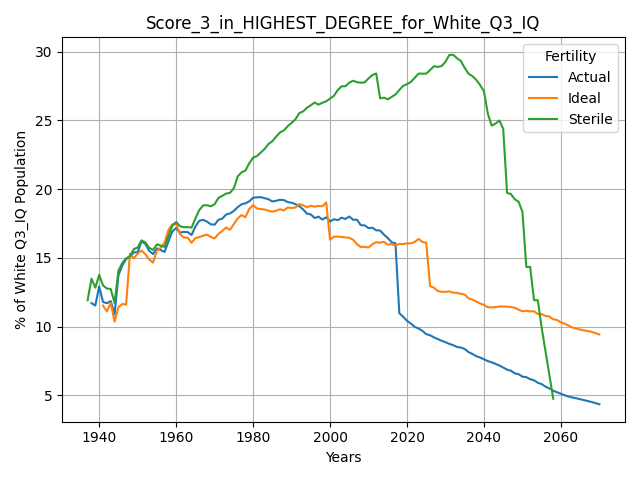 Score_3_in_HIGHEST_DEGREE_for_White_Q3_IQ
% of White Q3_IQ Population
30
25
20
15
10
5
Fertility
Actual
Ideal
Sterile
1940 1960 1980 2000 2020 2040 2060
Years